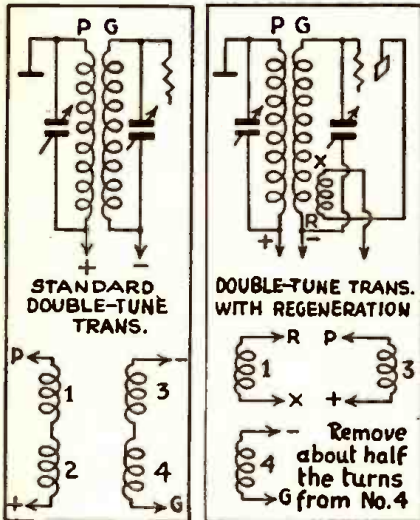 P G
+ -
STANDARD
DOUBLE-TUNE
TRANS.
P -
1 3
2 4
+ G
P G
X
R
+ -
DOUBLE-TUNE TRANS.
WITH REGENERATION
R P
1 3
X +
- Remove
4 about half
the turns
G from No. 4